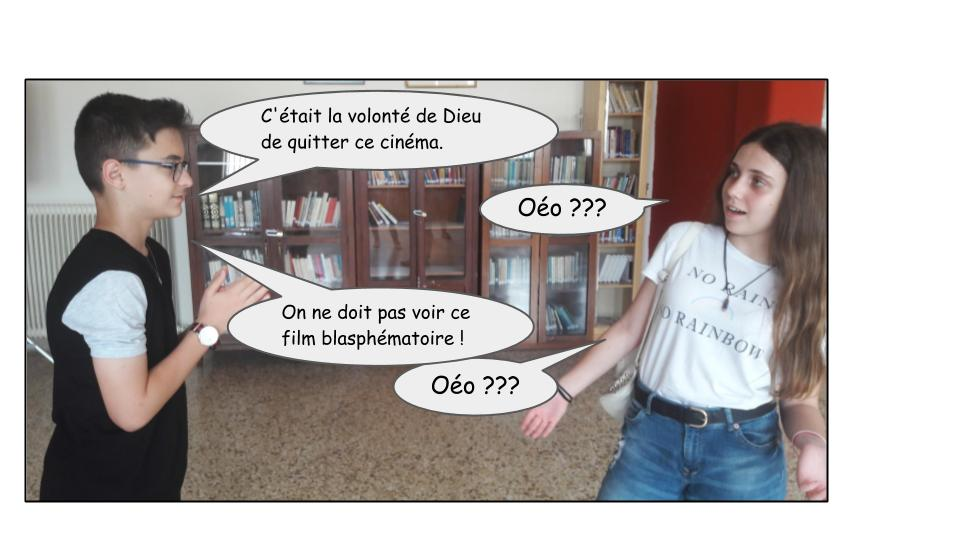 C'était la volonté de Dieu
de quitter ce cinéma.
Oéo ???
On ne doit pas voir ce
film blasphématoire !
Oéo ???
NO RAIN
NO RAINBOW